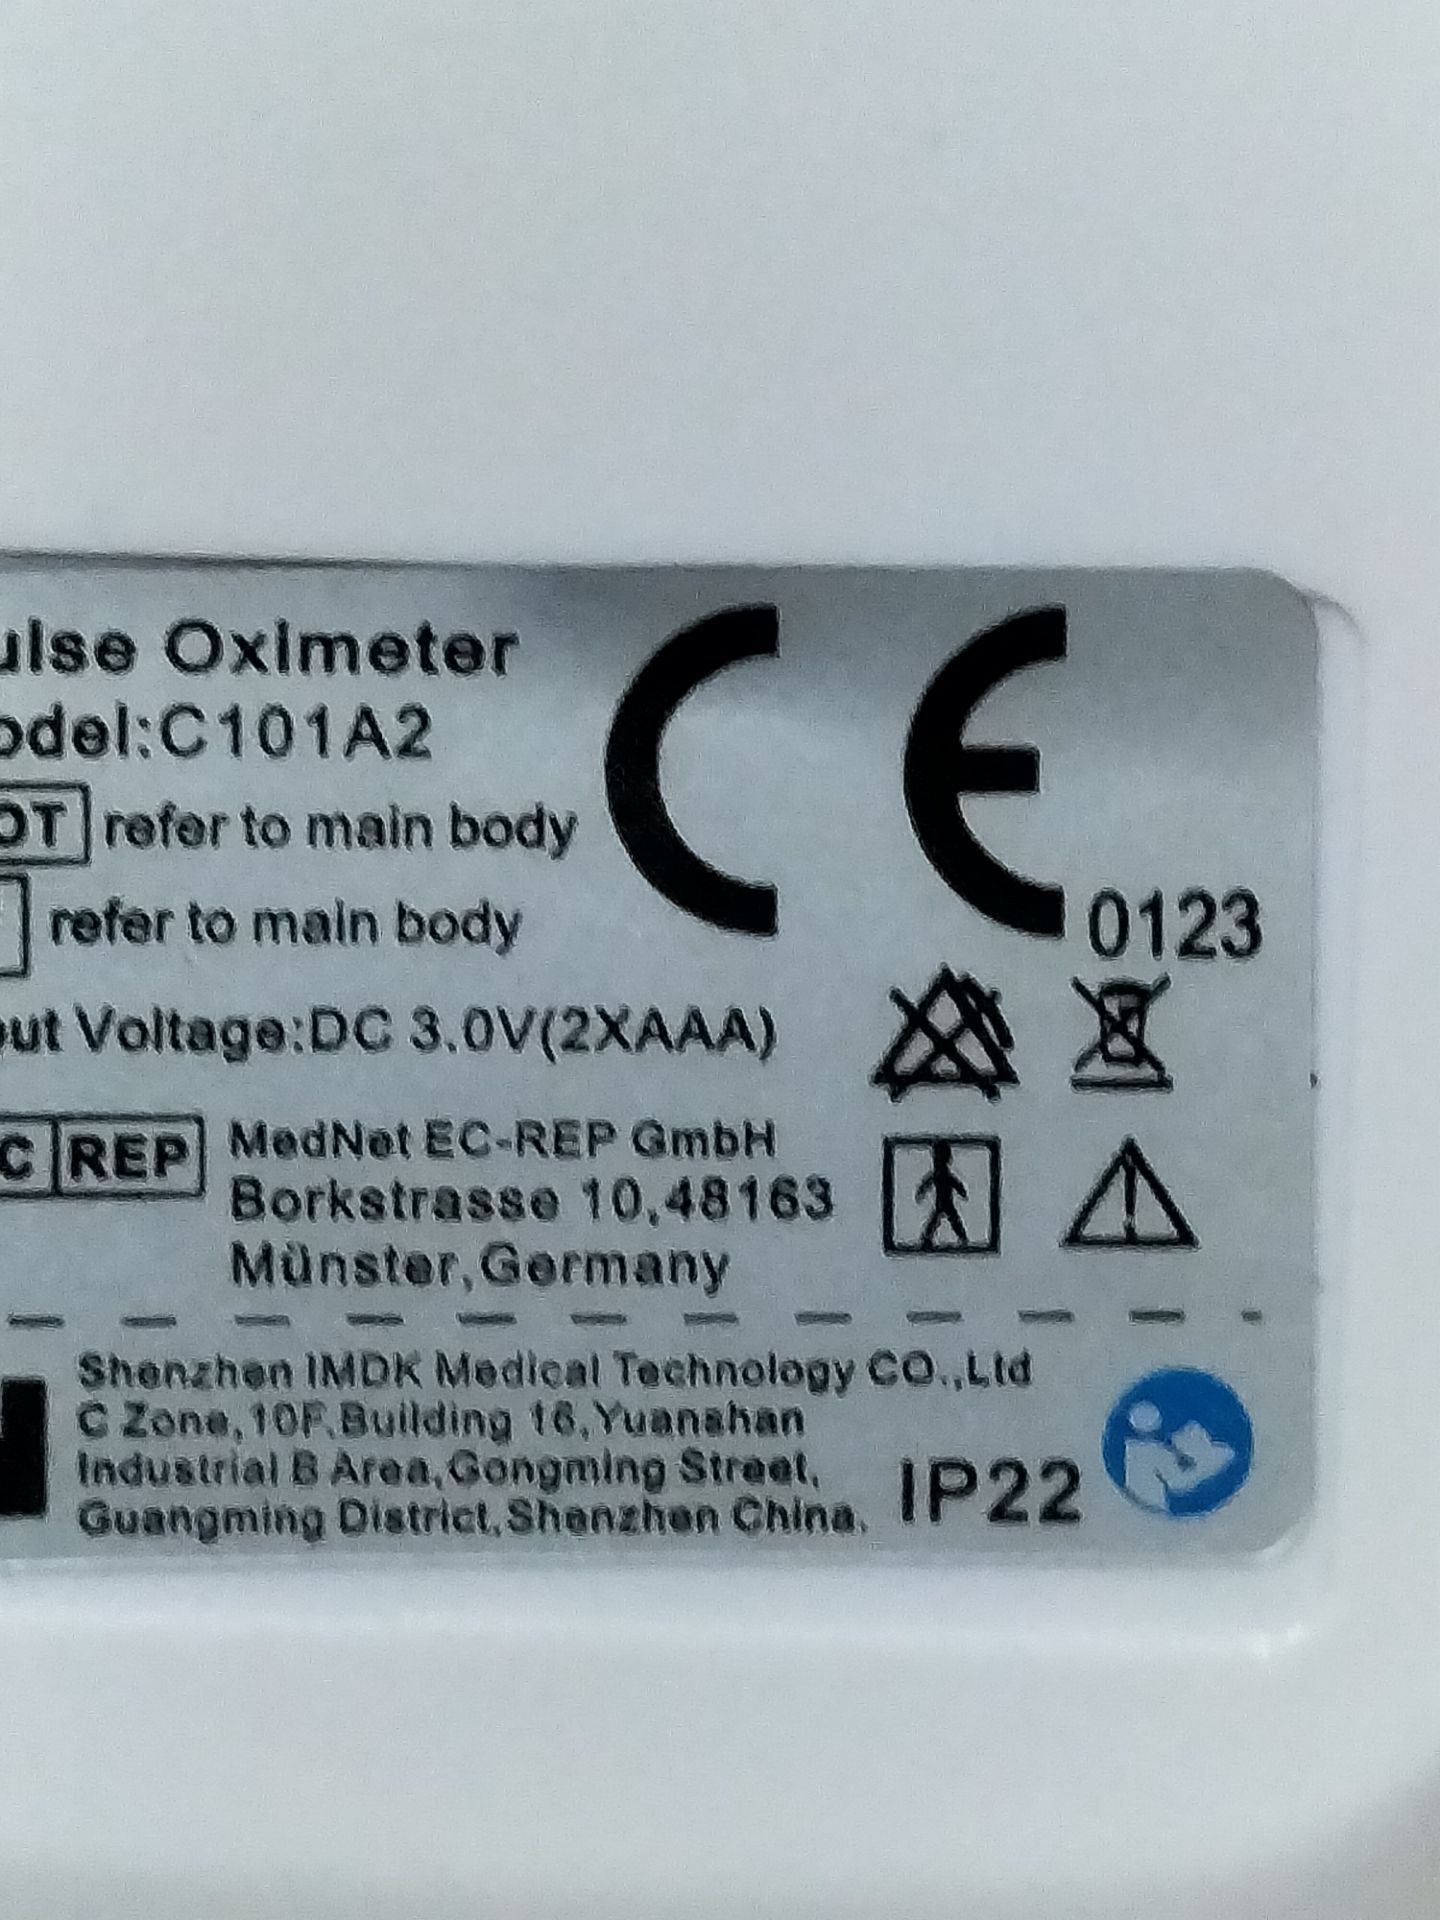 ulse Oximeter
odel:C101A2
OT refer to main body
refer to main body
out Voltage:DC 3.0V(2XAAA)
C REP
MedNet EC-REP GmbH
Borkstrasse 10,48163
Münster,Germany
CE 0123
Shenzhen IMDK Medical Technology CO.,Ltd
C Zone,10F,Building 16,Yuanshan
Industrial B Area,Gongming Street,
Guangming District,Shenzhen China.
IP22